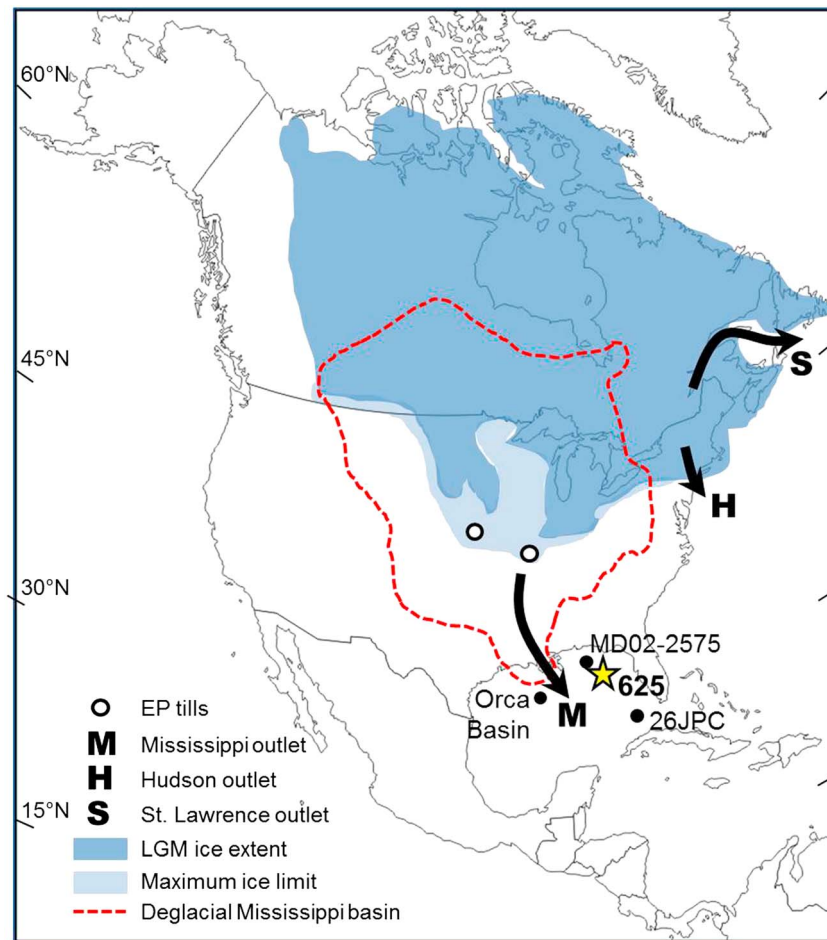 60°N
45°N
S
H
30°N
MD02-2575
625
Orca
Basin
M
26JPC
15°N
EP tills
M Mississippi outlet
H Hudson outlet
S St. Lawrence outlet
LGM ice extent
Maximum ice limit
Deglacial Mississippi basin